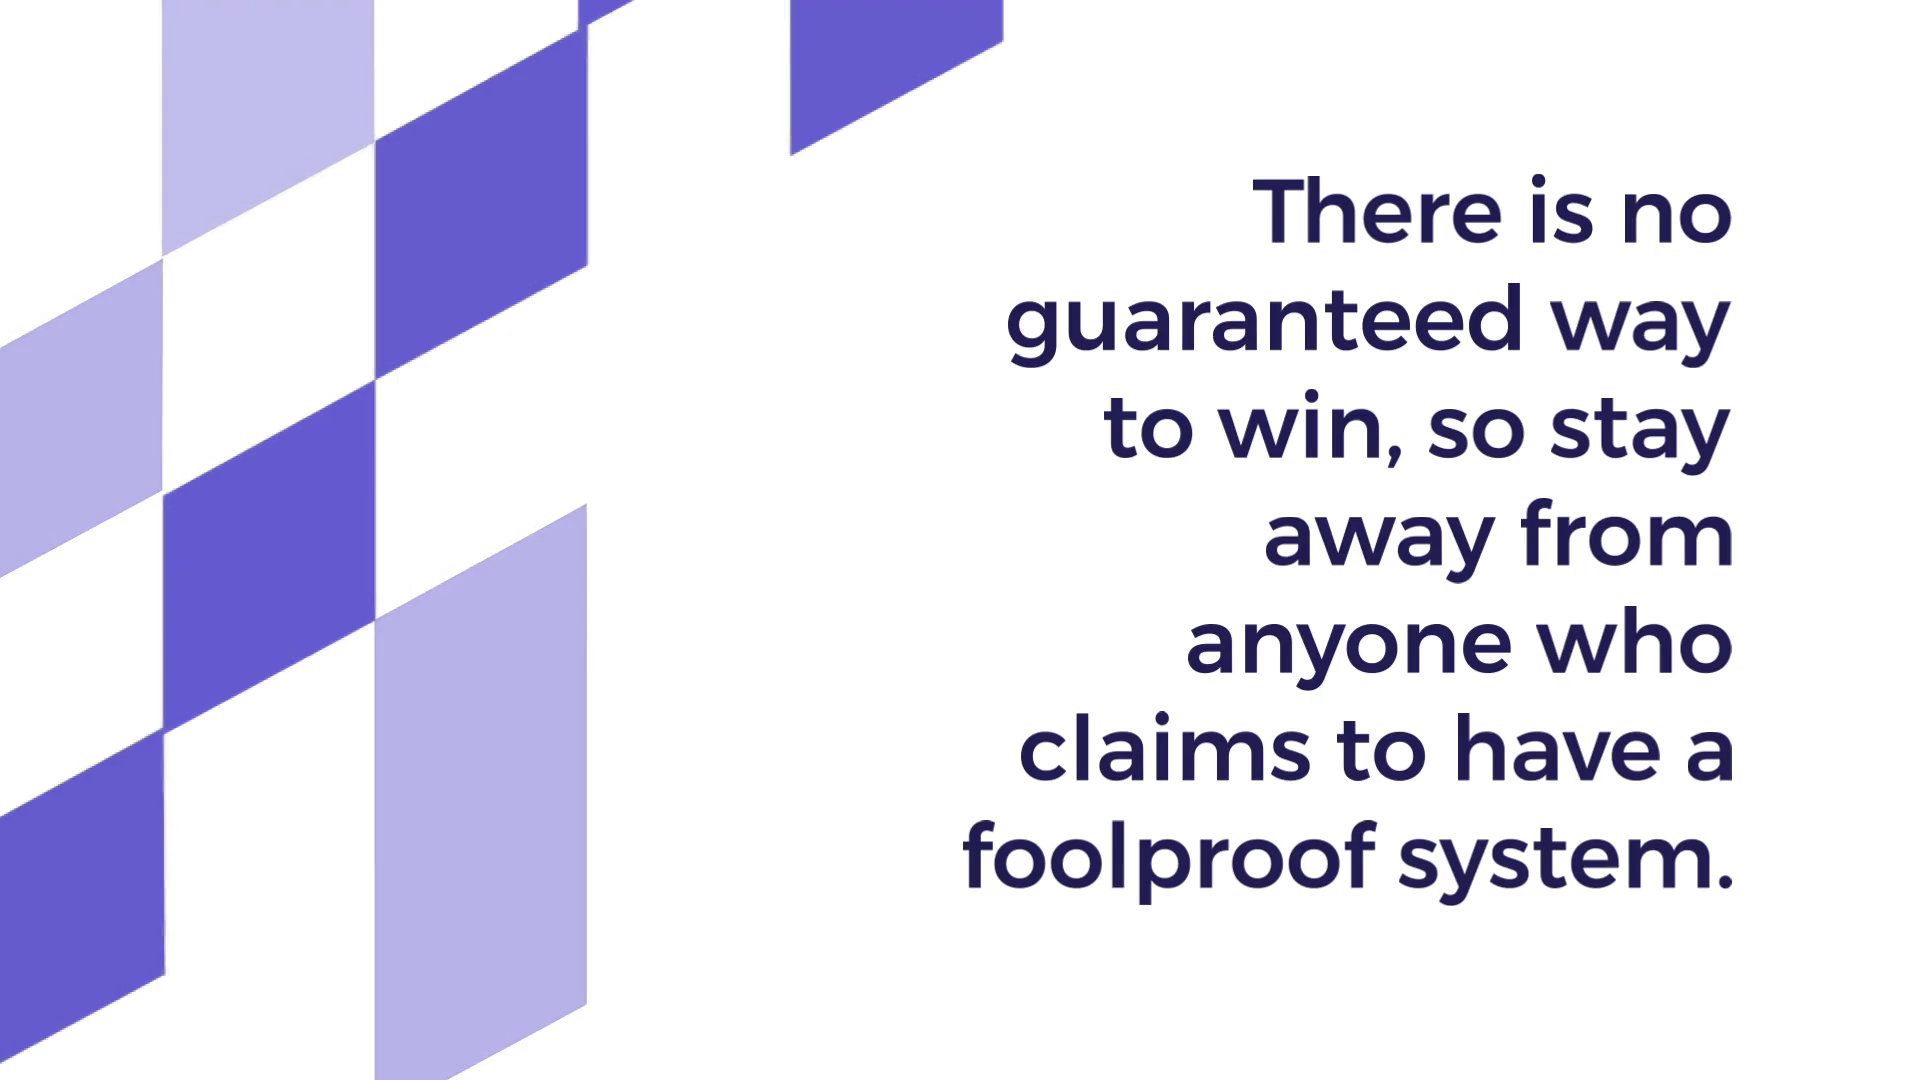 There is no
guaranteed way
to win, so stay
away from
anyone who
claims to have a
foolproof system.